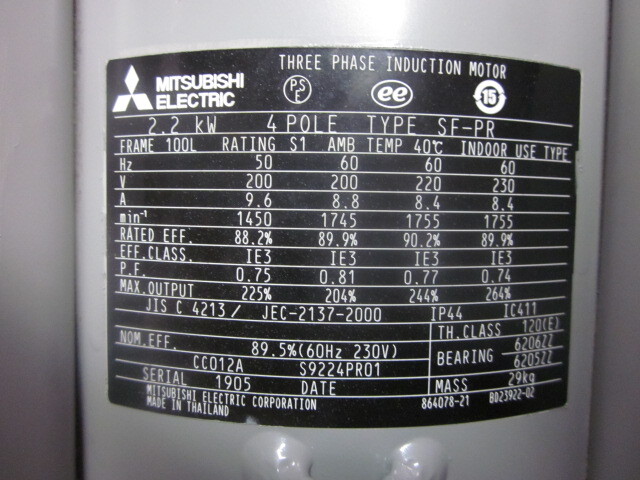 THREE PHASE INDUCTION MOTOR
MITSUBISHI
ELECTRIC
PS
E
ee
15
2.2 kW 4 POLE TYPE SF-PR
FRAME 100L RATING S1 AMB TEMP 40℃ INDOOR USE TYPE
Hz 50 60 60 60
V 200 200 220 230
A 9.6 8.8 8.4 8.4
min⁻¹ 1450 1745 1755 1755
RATED EFF. 88.2% 89.9% 90.2% 89.9%
EFF.CLASS. IE3 IE3 IE3 IE3
P.F. 0.75 0.81 0.77 0.74
MAX.OUTPUT 225% 204% 244% 264%
JIS C 4213/ JEC-2137-2000 IP44 IC411
TH.CLASS 120(E)
NOM.EFF. 89.5%(60Hz 230V)
BEARING 6206ZZ
6205ZZ
CC012A S9224PR01
SERIAL 1905 DATE
MASS 29kg
MITSUBISHI ELECTRIC CORPORATION
MADE IN THAILAND
864078-21 BD23922-02